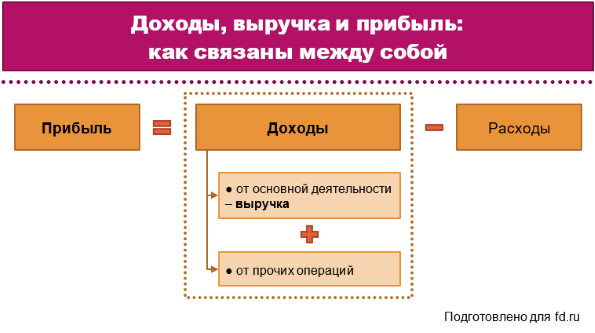 Доходы, выручка и прибыль:
как связаны между собой
Прибыль = Доходы – Расходы
● от основной деятельности
– выручка
+
● от прочих операций
Подготовлено для fd.ru